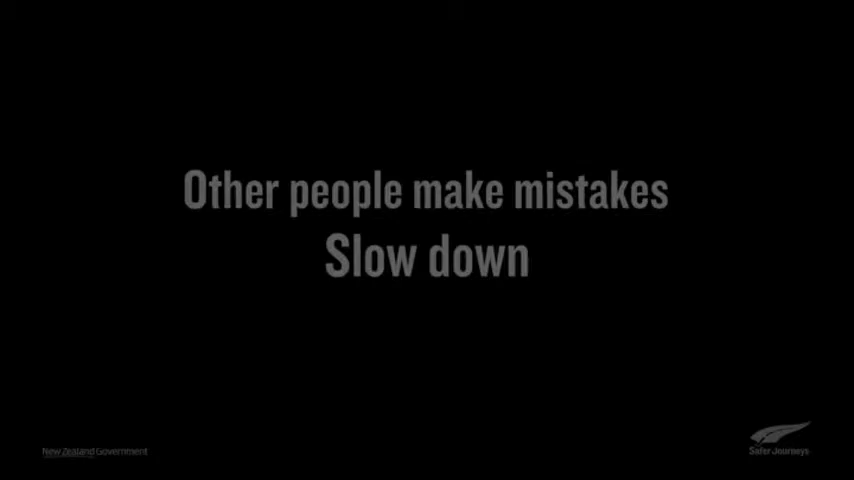 Other people make mistakes
Slow down
New Zealand Government
Safer Journeys